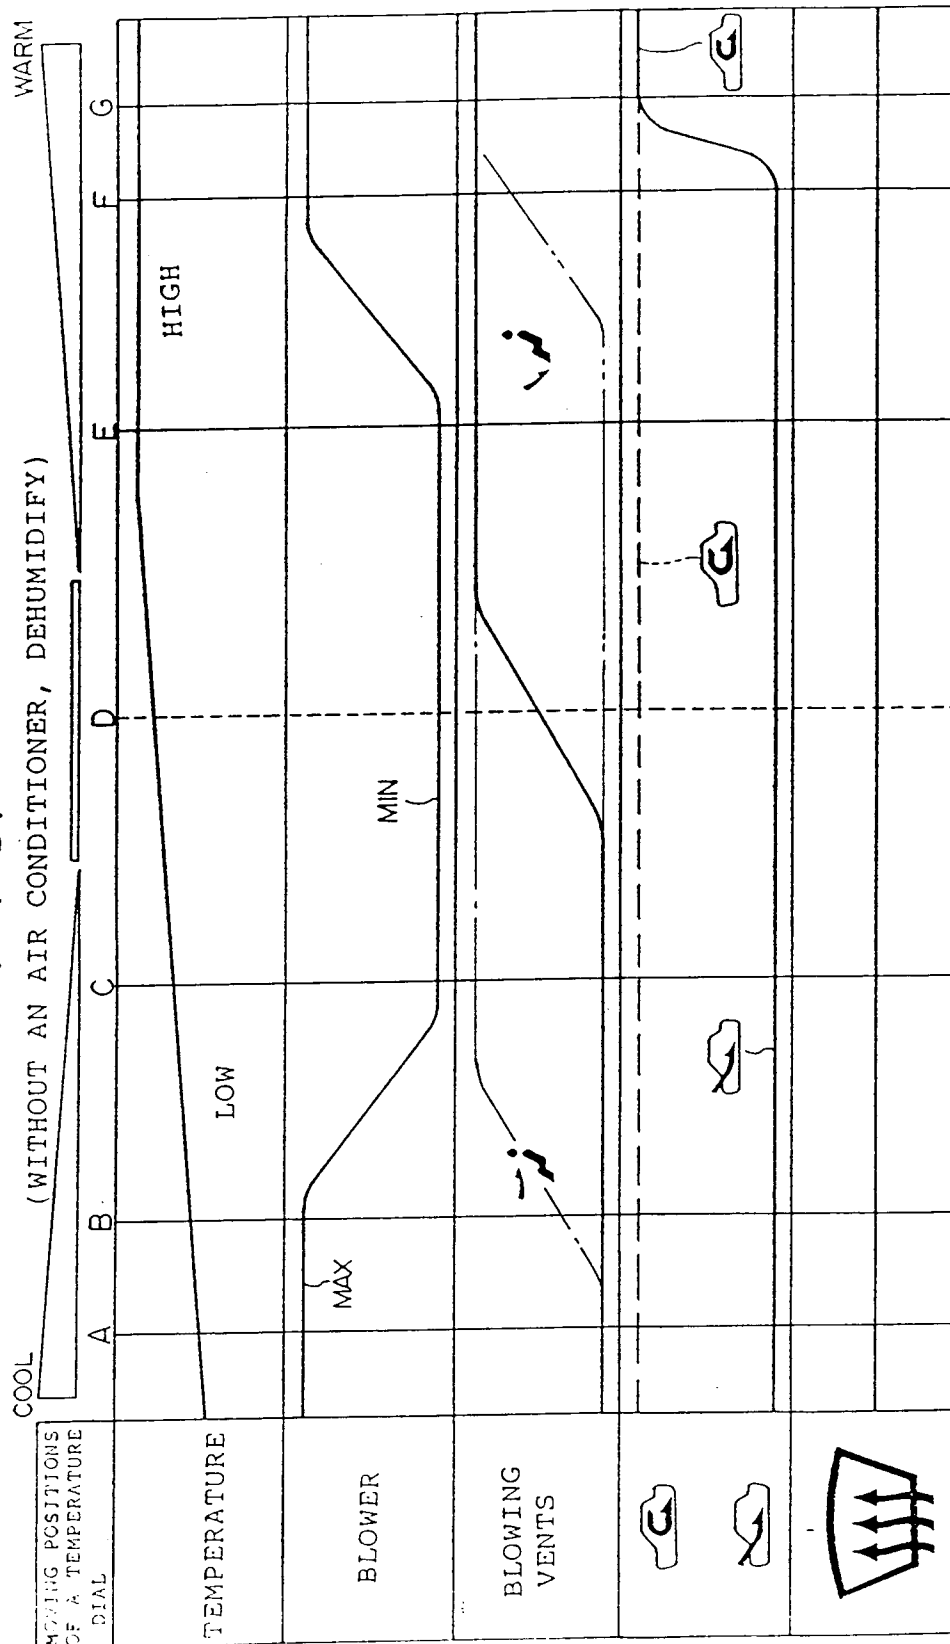 (WITHOUT AN AIR CONDITIONER, DEHUMIDIFY)
COOL
WARM
MOVING POSITIONS
OF A TEMPERATURE
DIAL
A
B
C
D
E
F
G
TEMPERATURE
LOW
HIGH
BLOWER
MAX
MIN
BLOWING
VENTS